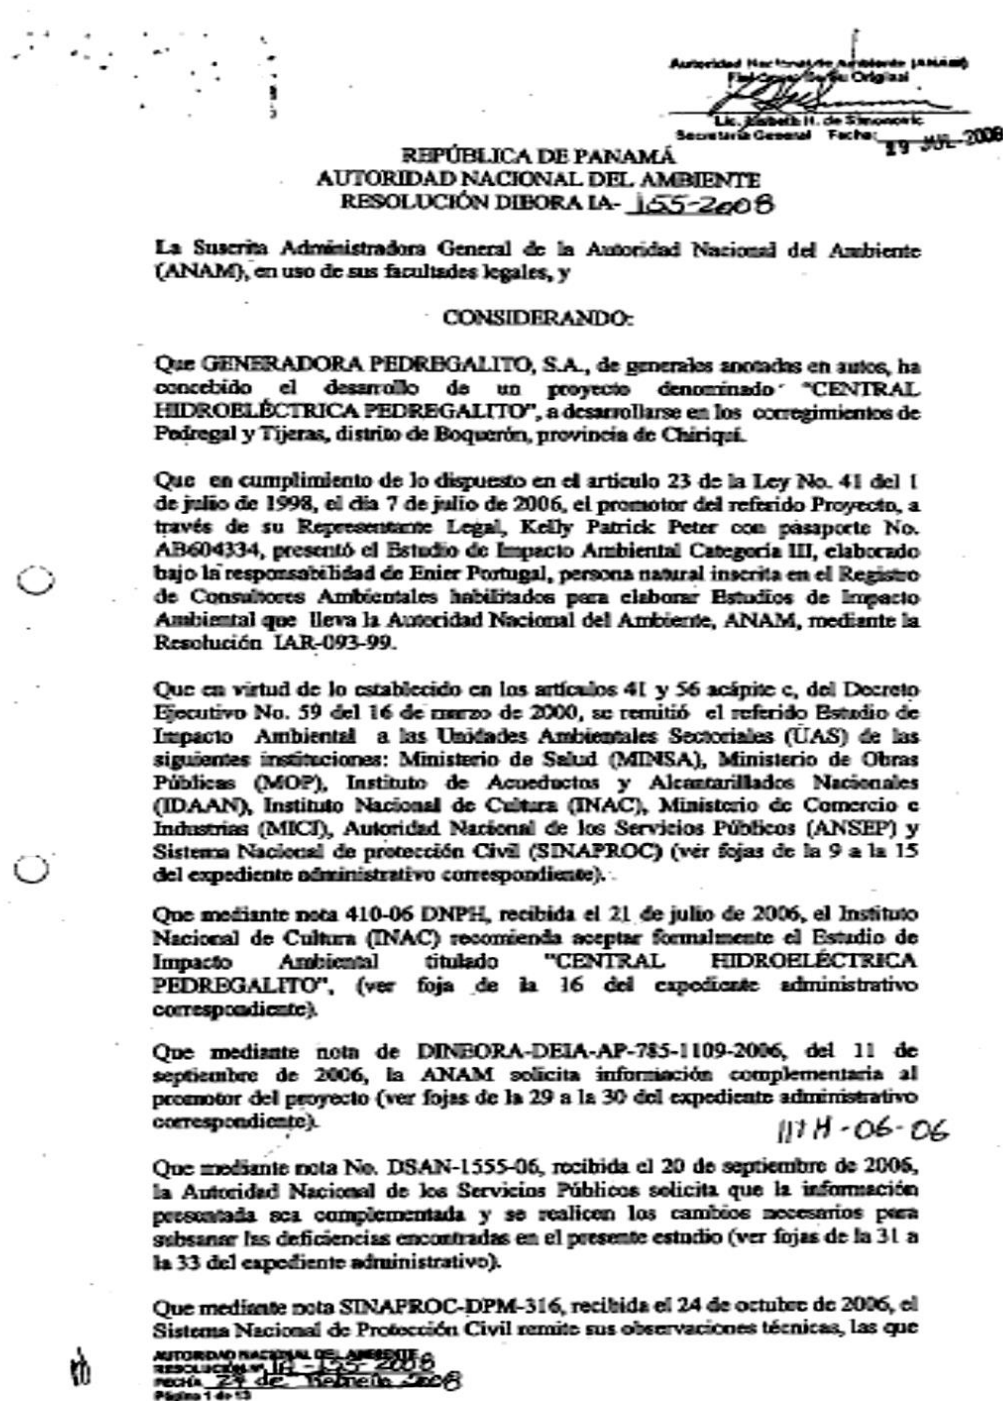 Autoridad Nacional de Ambiente (ANAM)
Fiel Copia de su Original
Lic. H. de Simonovic
Secretaria General Fecha: 19 JUL 2008
REPÚBLICA DE PANAMÁ
AUTORIDAD NACIONAL DEL AMBIENTE
RESOLUCIÓN DIEORA IA- 155-2008
La Suscrita Administradora General de la Autoridad Nacional del Ambiente
(ANAM), en uso de sus facultades legales, y
CONSIDERANDO:
Que GENERADORA PEDREGALITO, S.A., de generales anotadas en autos, ha
concebido el desarrollo de un proyecto denominado "CENTRAL
HIDROELÉCTRICA PEDREGALITO", a desarrollarse en los corregimientos de
Pedregal y Tijeras, distrito de Boquerón, provincia de Chiriquí.
Que en cumplimiento de lo dispuesto en el artículo 23 de la Ley No. 41 del 1
de julio de 1998, el día 7 de julio de 2006, el promotor del referido Proyecto, a
través de su Representante Legal, Kelly Patrick Peter con pasaporte No.
AB604334, presentó el Estudio de Impacto Ambiental Categoría III, elaborado
bajo la responsabilidad de Enier Portugal, persona natural inscrita en el Registro
de Consultores Ambientales habilitados para elaborar Estudios de Impacto
Ambiental que lleva la Autoridad Nacional del Ambiente, ANAM, mediante la
Resolución IAR-093-99.
Que en virtud de lo establecido en los artículos 41 y 56 acápite c, del Decreto
Ejecutivo No. 59 del 16 de marzo de 2000, se remitió el referido Estudio de
Impacto Ambiental a las Unidades Ambientales Sectoriales (UAS) de las
siguientes instituciones: Ministerio de Salud (MINSA), Ministerio de Obras
Públicas (MOP), Instituto de Acueductos y Alcantarillados Nacionales
(IDAAN), Instituto Nacional de Cultura (INAC), Ministerio de Comercio e
Industrias (MICI), Autoridad Nacional de los Servicios Públicos (ANSEP) y
Sistema Nacional de protección Civil (SINAPROC) (ver fojas de la 9 a la 15
del expediente administrativo correspondiente).
Que mediante nota 410-06 DNPH, recibida el 21 de julio de 2006, el Instituto
Nacional de Cultura (INAC) recomienda aceptar formalmente el Estudio de
Impacto Ambiental titulado "CENTRAL HIDROELÉCTRICA
PEDREGALITO", (ver foja de la 16 del expediente administrativo
correspondiente).
Que mediante nota de DINEORA-DEIA-AP-785-1109-2006, del 11 de
septiembre de 2006, la ANAM solicita información complementaria al
promotor del proyecto (ver fojas de la 29 a la 30 del expediente administrativo
correspondiente).
-06-06
Que mediante nota No. DSAN-1555-06, recibida el 20 de septiembre de 2006,
la Autoridad Nacional de los Servicios Públicos solicita que la información
presentada sea complementada y se realicen los cambios necesarios para
subsanar las deficiencias encontradas en el presente estudio (ver fojas de la 31 a
la 33 del expediente administrativo).
Que mediante nota SINAPROC-DPM-316, recibida el 24 de octubre de 2006, el
Sistema Nacional de Protección Civil remite sus observaciones técnicas, las que
AUTORIDAD NACIONAL DEL AMBIENTE
RESOLUCIÓN Nº IA-155-2008
FECHA 29 de Febrero 2008
Página 1 de 13